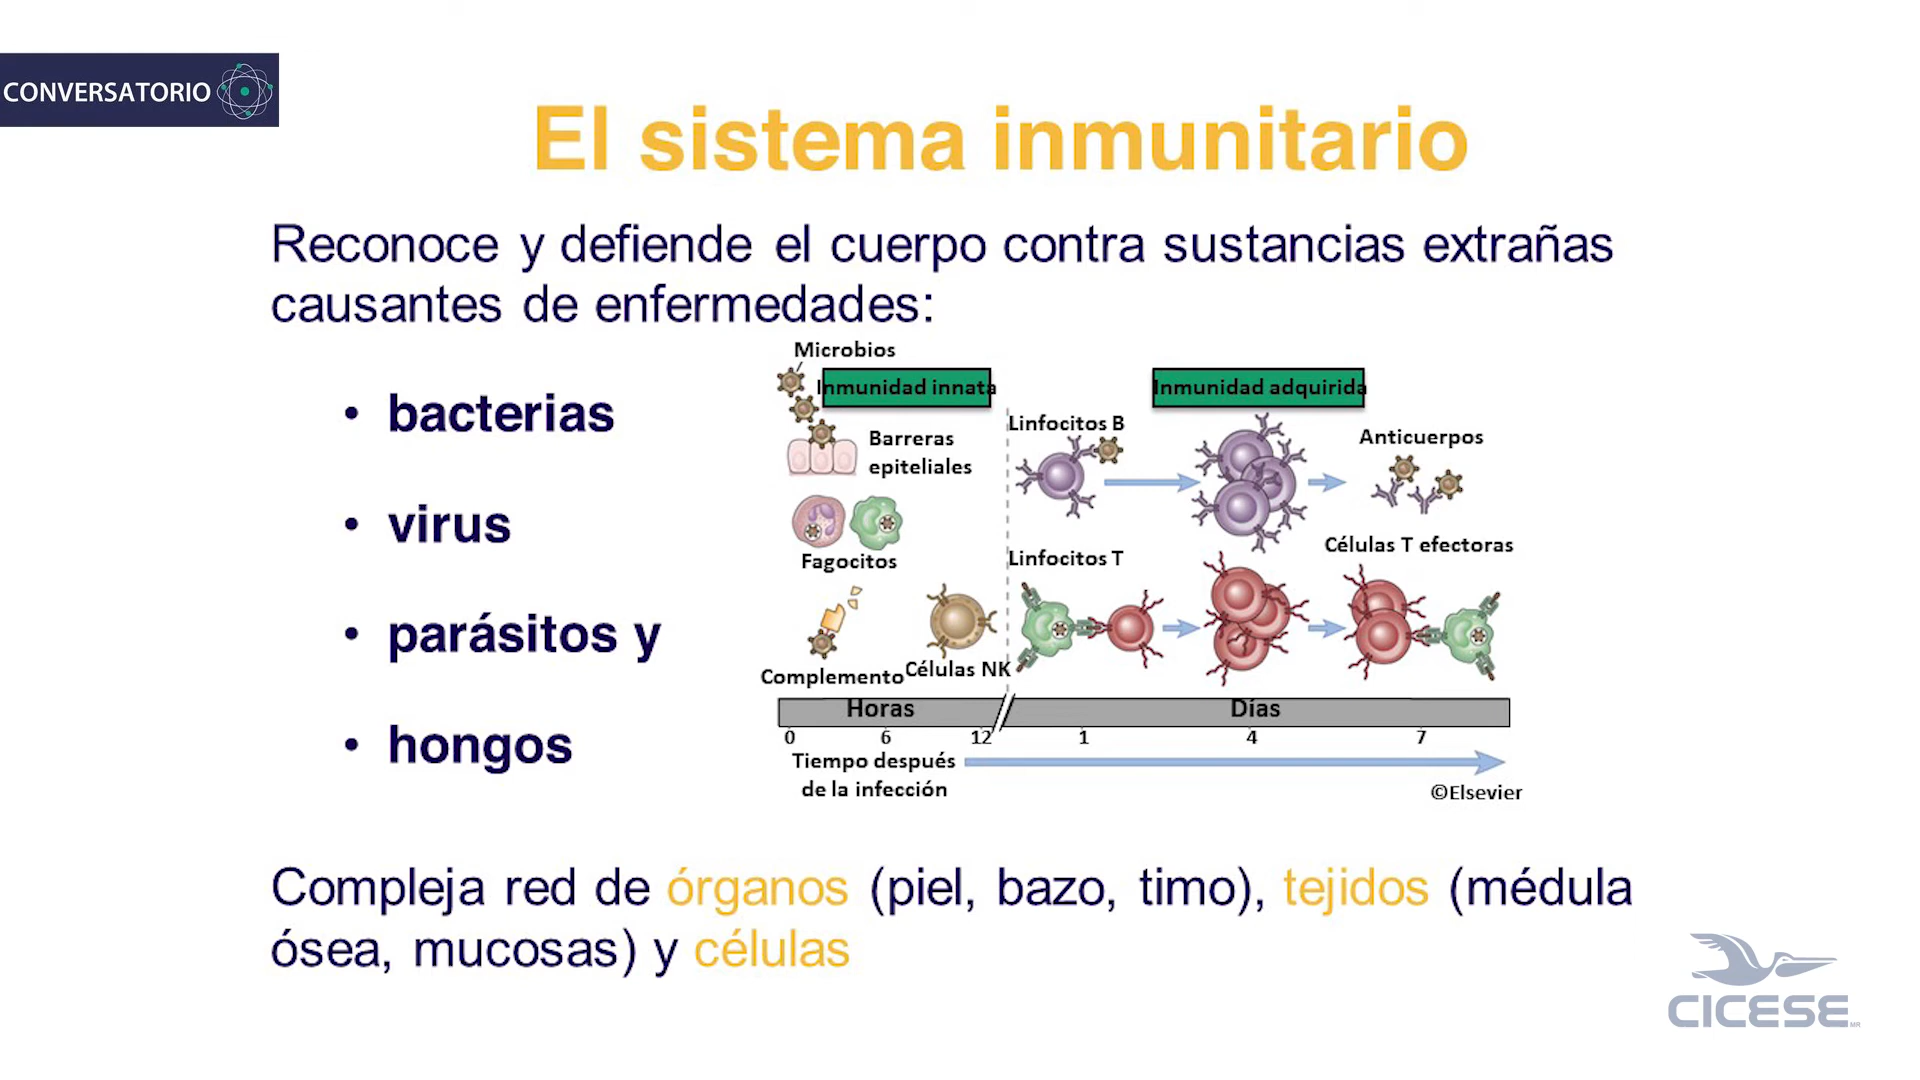 CONVERSATORIO
El sistema inmunitario
Reconoce y defiende el cuerpo contra sustancias extrañas
causantes de enfermedades:
• bacterias
• virus
• parásitos y
• hongos
Microbios
Inmunidad innata
Inmunidad adquirida
Barreras
epiteliales
Linfocitos B
Anticuerpos
Fagocitos
Linfocitos T
Células T efectoras
Complemento
Células NK
Horas
Días
0 6 12 1 4 7
Tiempo después
de la infección
©Elsevier
Compleja red de órganos (piel, bazo, timo), tejidos (médula
ósea, mucosas) y células
CICESE
MR